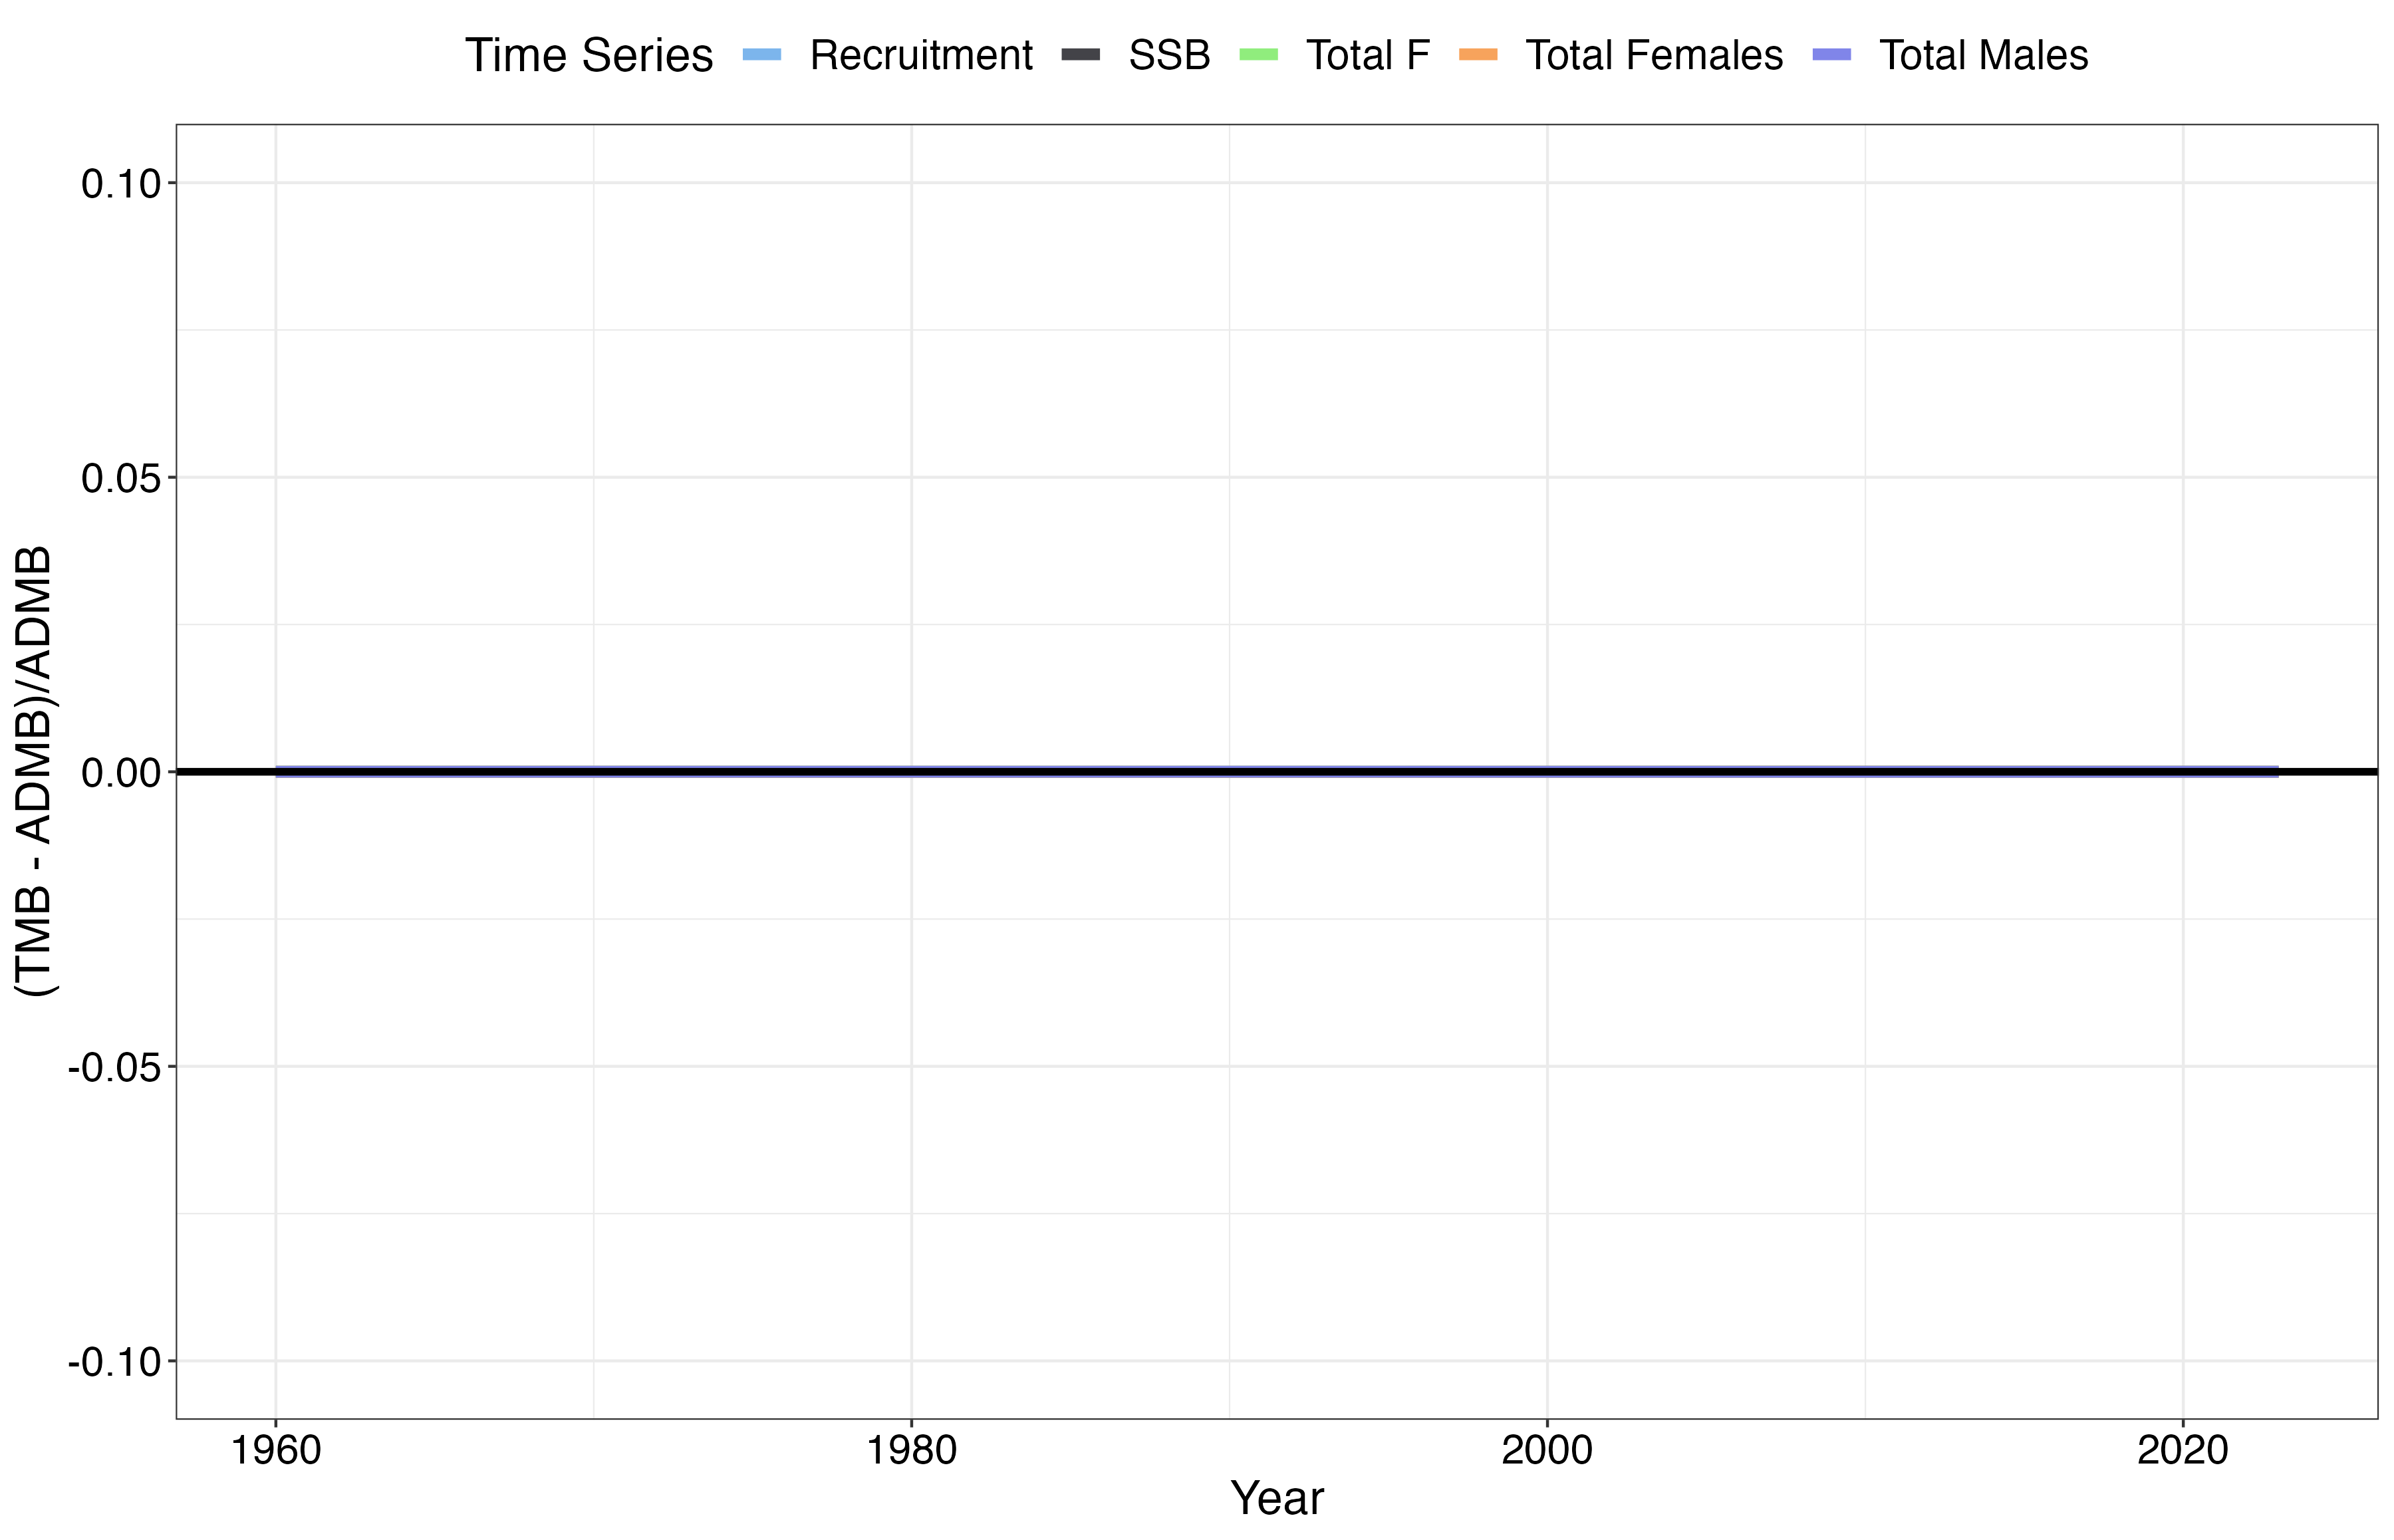 Time Series Recruitment SSB Total F Total Females Total Males
(TMB - ADMB)/ADMB
0.10
0.05
0.00
-0.05
-0.10
1960 1980 2000 2020
Year